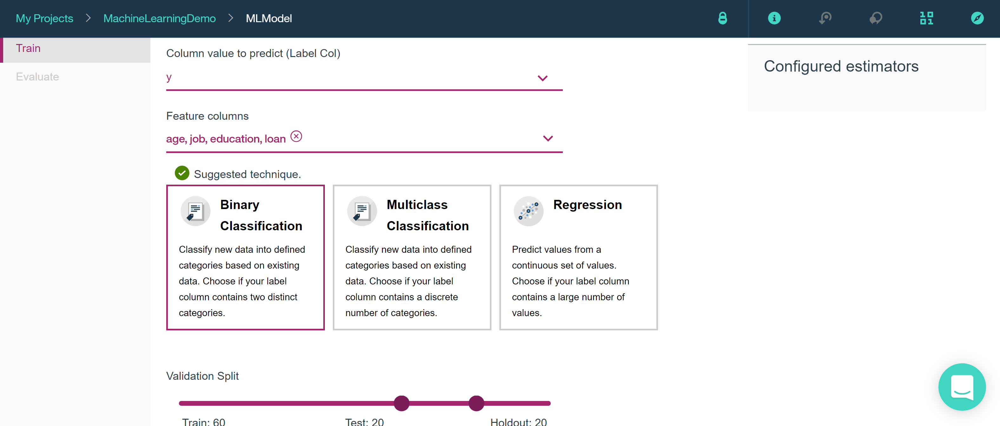 My Projects > MachineLearningDemo > MLModel
Train
Evaluate
Column value to predict (Label Col)
y
Feature columns
age, job, education, loan
Suggested technique.
Binary
Classification
Classify new data into defined
categories based on existing
data. Choose if your label
column contains two distinct
categories.
Multiclass
Classification
Classify new data into defined
categories based on existing
data. Choose if your label
column contains a discrete
number of categories.
Regression
Predict values from a
continuous set of values.
Choose if your label column
contains a large number of
values.
Validation Split
Train: 60 Test: 20 Holdout: 20
Configured estimators